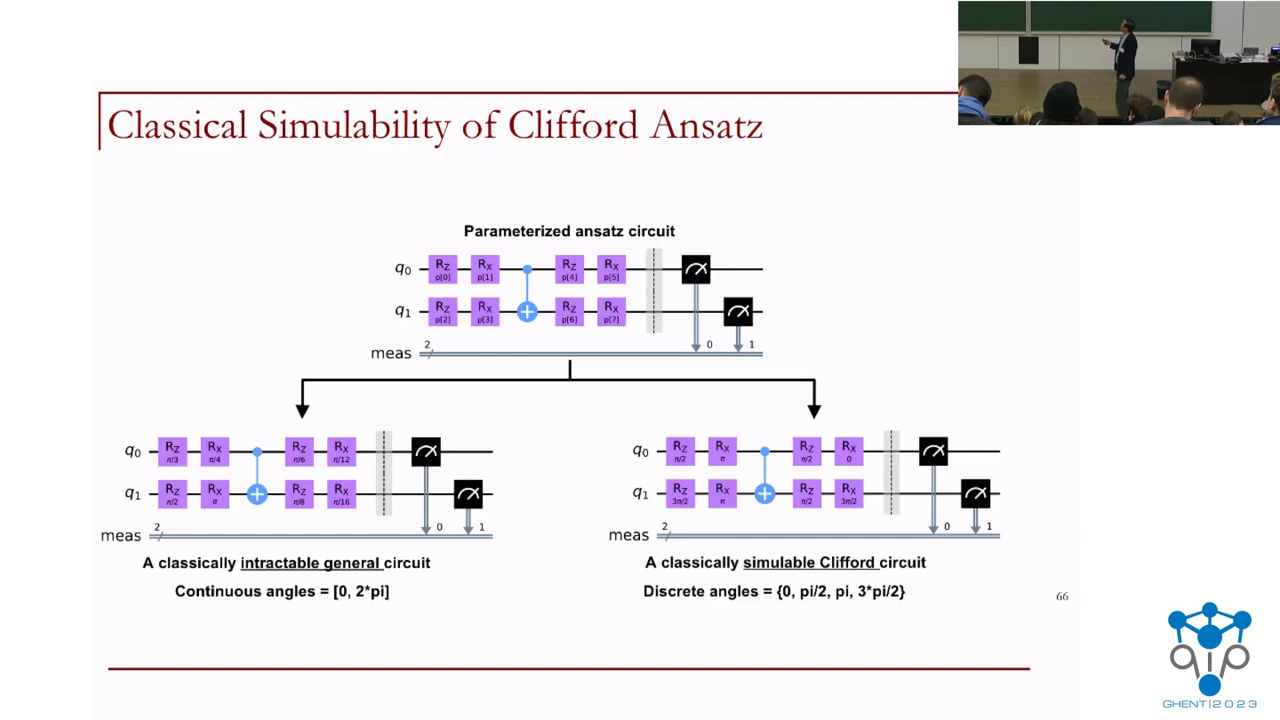 Classical Simulability of Clifford Ansatz
Parameterized ansatz circuit
q0 RZ p[0] RX p[1] RZ p[4] RX p[5]
q1 RZ p[2] RX p[3] RZ p[6] RX p[7]
meas 2 0 1
q0 RZ π/3 RX π/4 RZ π/6 RX π/12
q1 RZ π/2 RX π RZ π/8 RX π/16
meas 2 0 1
A classically intractable general circuit
Continuous angles = [0, 2*pi]
q0 RZ π/2 RX π RZ π/2 RX 0
q1 RZ 3π/2 RX π RZ π/2 RX 3π/2
meas 2 0 1
A classically simulable Clifford circuit
Discrete angles = {0, pi/2, pi, 3*pi/2}
66
qip
GHENT|2023